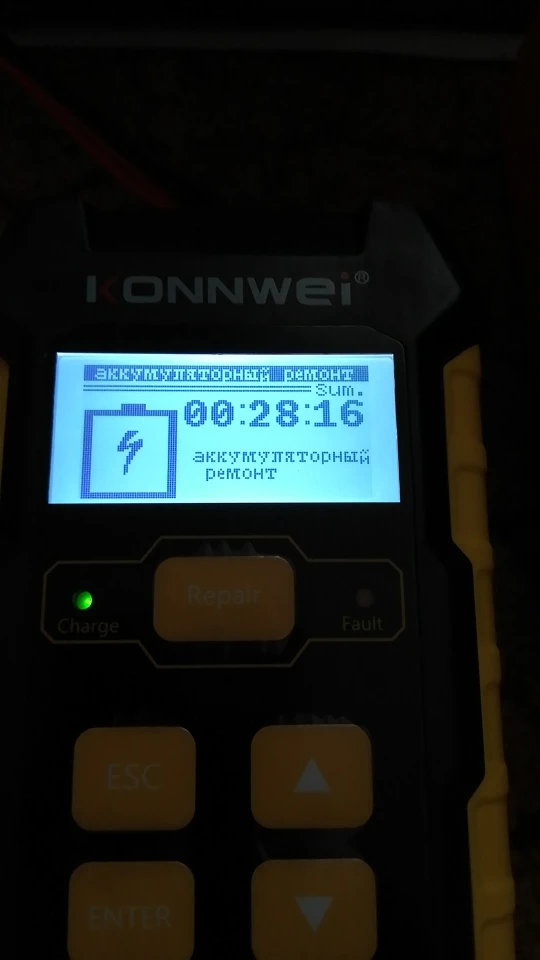 KONNWEI®
аккумуляторный ремонт
Sum.
00:28:16
аккумуляторный
ремонт
Repair
Charge
Fault
ESC
▲
ENTER
▼